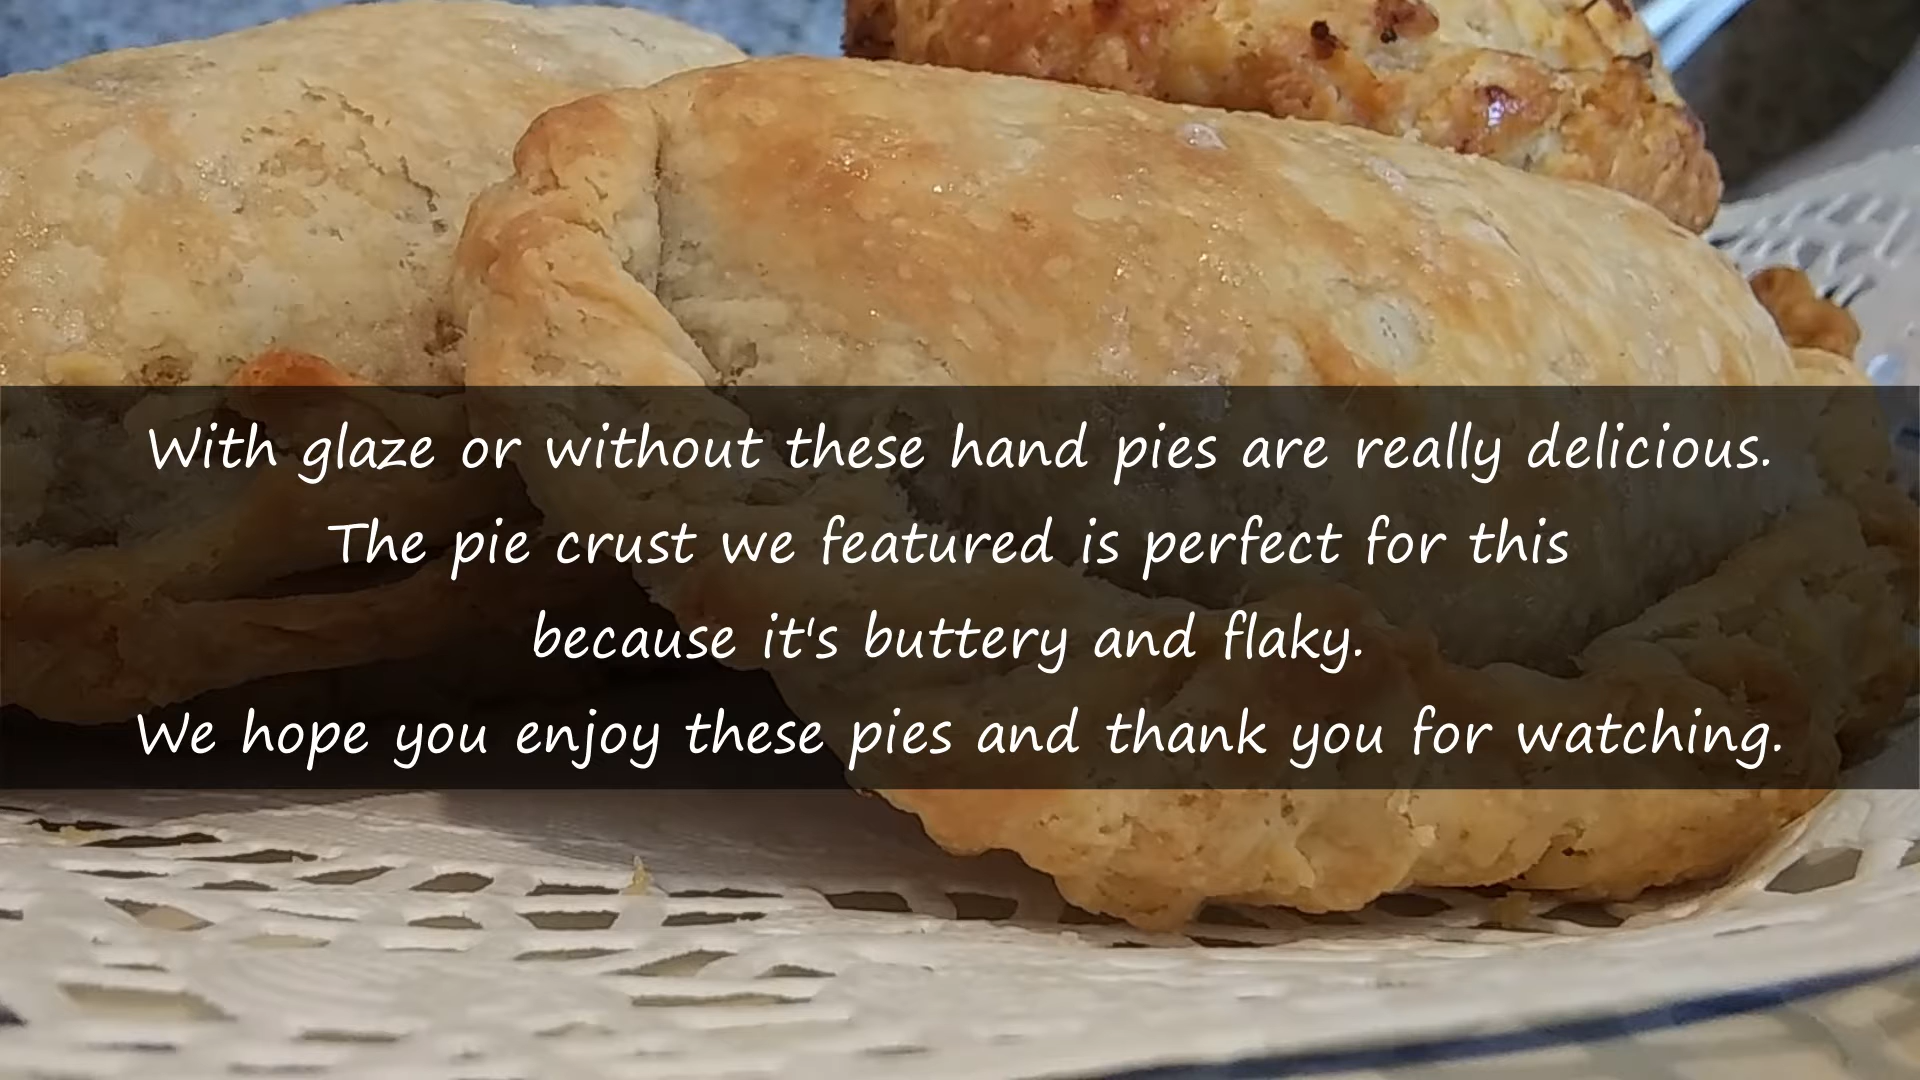 With glaze or without these hand pies are really delicious.
The pie crust we featured is perfect for this
because it's buttery and flaky.
We hope you enjoy these pies and thank you for watching.